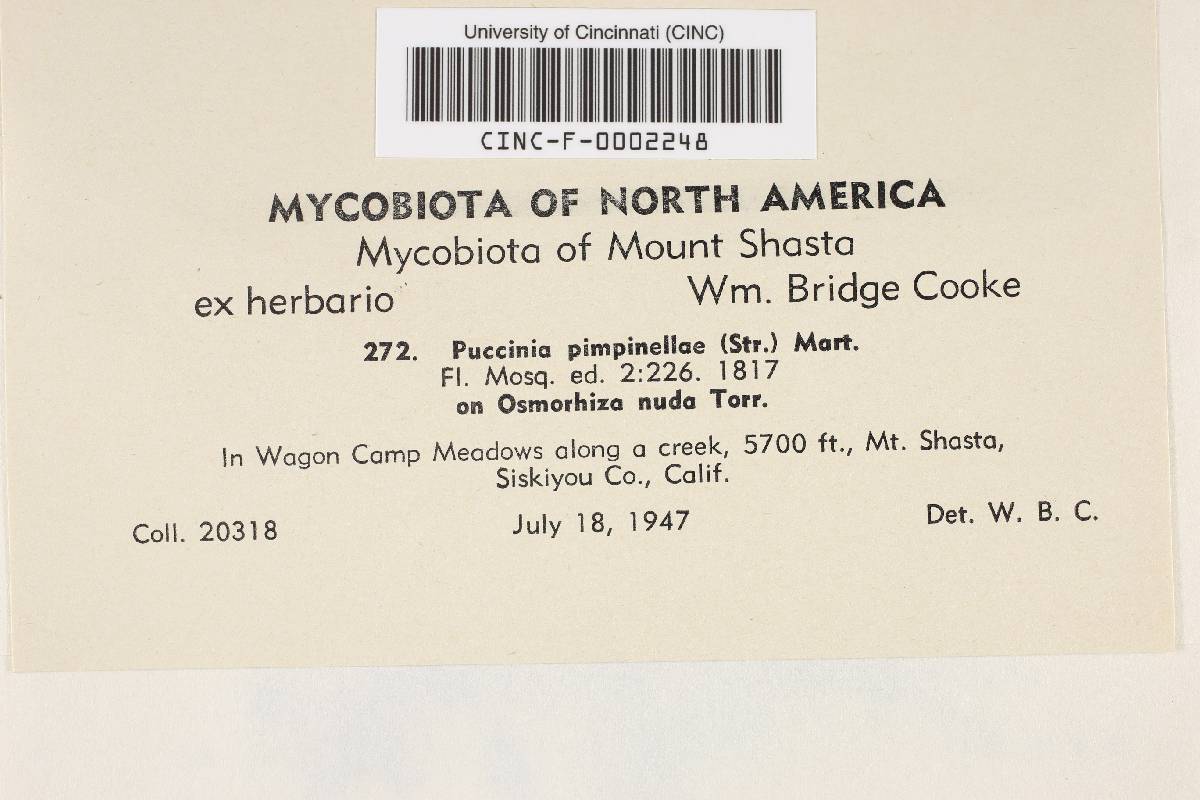 University of Cincinnati (CINC)
CINC-F-0002248
MYCOBIOTA OF NORTH AMERICA
Mycobiota of Mount Shasta
ex herbario Wm. Bridge Cooke
272. Puccinia pimpinellae (Str.) Mart.
Fl. Mosq. ed. 2:226. 1817
on Osmorhiza nuda Torr.
In Wagon Camp Meadows along a creek, 5700 ft., Mt. Shasta,
Siskiyou Co., Calif.
Coll. 20318 July 18, 1947 Det. W. B. C.